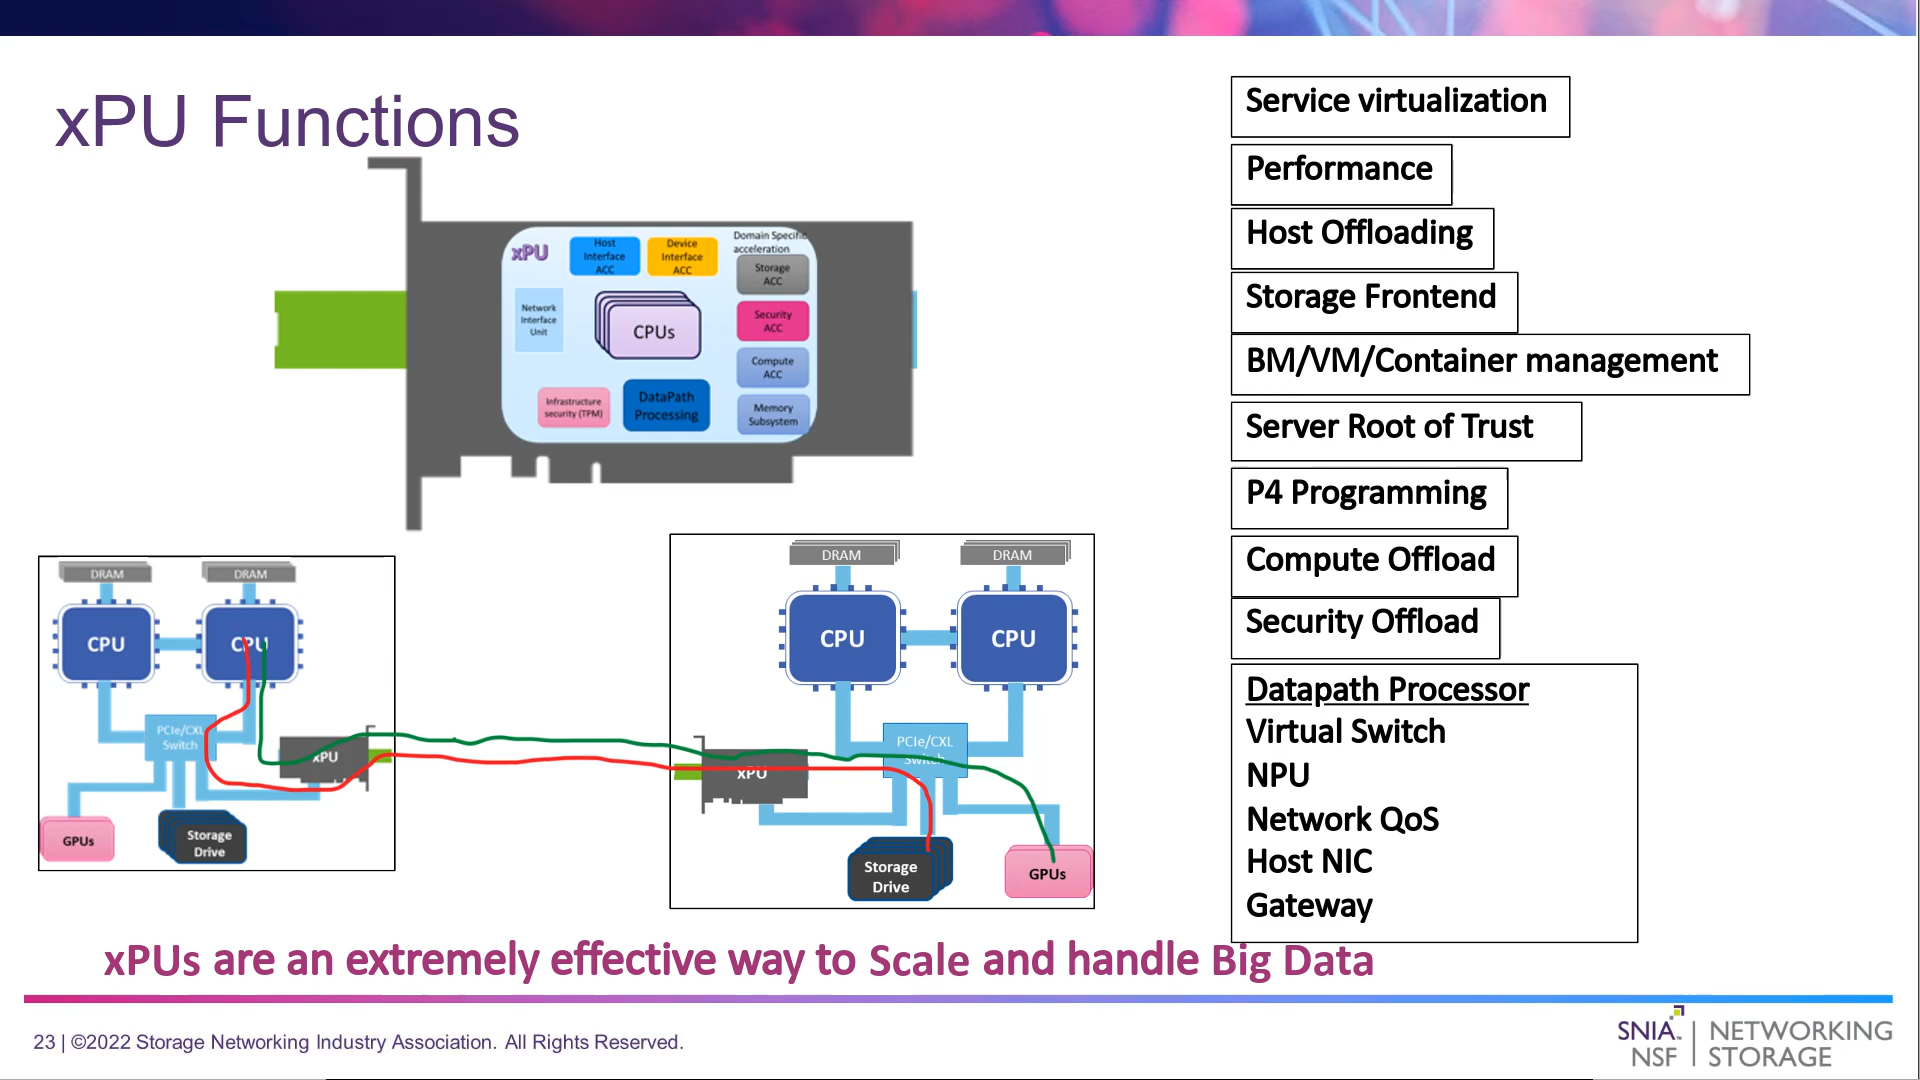 xPU Functions
xPU
Host
Interface
ACC
Device
Interface
ACC
Domain Specific
acceleration
Storage
ACC
Network
Interface
Unit
CPUs
Security
ACC
Compute
ACC
Infrastructure
security (TPM)
DataPath
Processing
Memory
Subsystem
DRAM
DRAM
CPU
CPU
PCIe/CXL
Switch
xPU
GPUs
Storage
Drive
DRAM
DRAM
CPU
CPU
PCIe/CXL
Switch
xPU
Storage
Drive
GPUs
Service virtualization
Performance
Host Offloading
Storage Frontend
BM/VM/Container management
Server Root of Trust
P4 Programming
Compute Offload
Security Offload
Datapath Processor
Virtual Switch
NPU
Network QoS
Host NIC
Gateway
xPUs are an extremely effective way to Scale and handle Big Data
23 | ©2022 Storage Networking Industry Association. All Rights Reserved.
SNIA. | NETWORKING
NSF | STORAGE